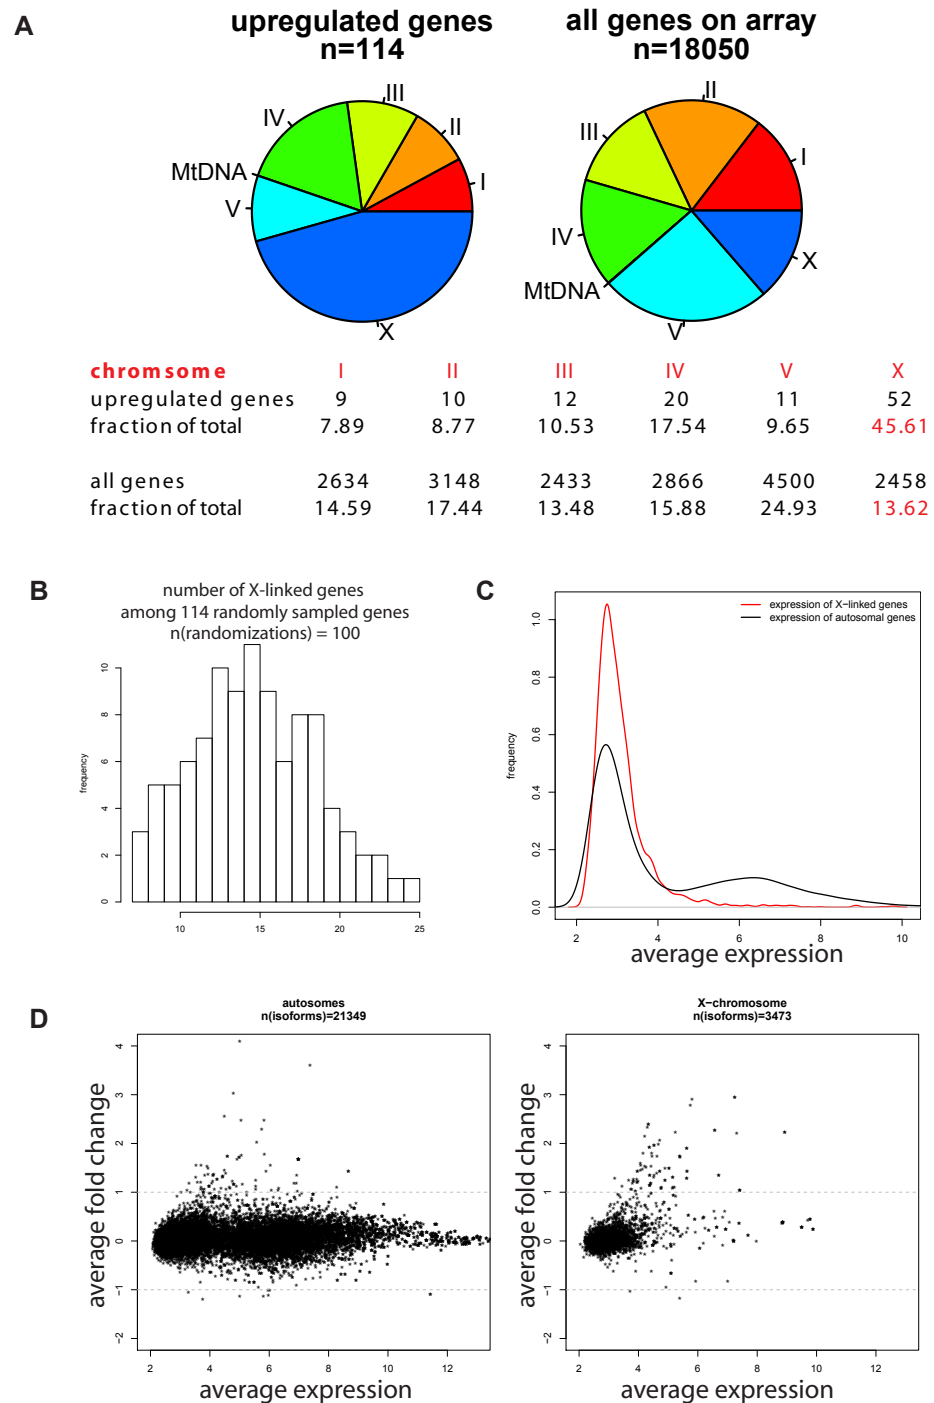 A
upregulated genes
n=114
all genes on array
n=18050
III
IV
II
MtDNA
I
V
X
II
III
I
IV
X
MtDNA
V
chromsome I II III IV V X
upregulated genes 9 10 12 20 11 52
fraction of total 7.89 8.77 10.53 17.54 9.65 45.61
all genes 2634 3148 2433 2866 4500 2458
fraction of total 14.59 17.44 13.48 15.88 24.93 13.62
B
number of X-linked genes
among 114 randomly sampled genes
n(randomizations) = 100
frequency
0 2 4 6 8 10
10 15 20 25
C
expression of X-linked genes
expression of autosomal genes
frequency
0.0 0.2 0.4 0.6 0.8 1.0
2 4 6 8 10
average expression
D
autosomes
n(isoforms)=21349
average fold change
-2 -1 0 1 2 3 4
2 4 6 8 10 12
average expression
X-chromosome
n(isoforms)=3473
average fold change
-2 -1 0 1 2 3 4
2 4 6 8 10 12
average expression